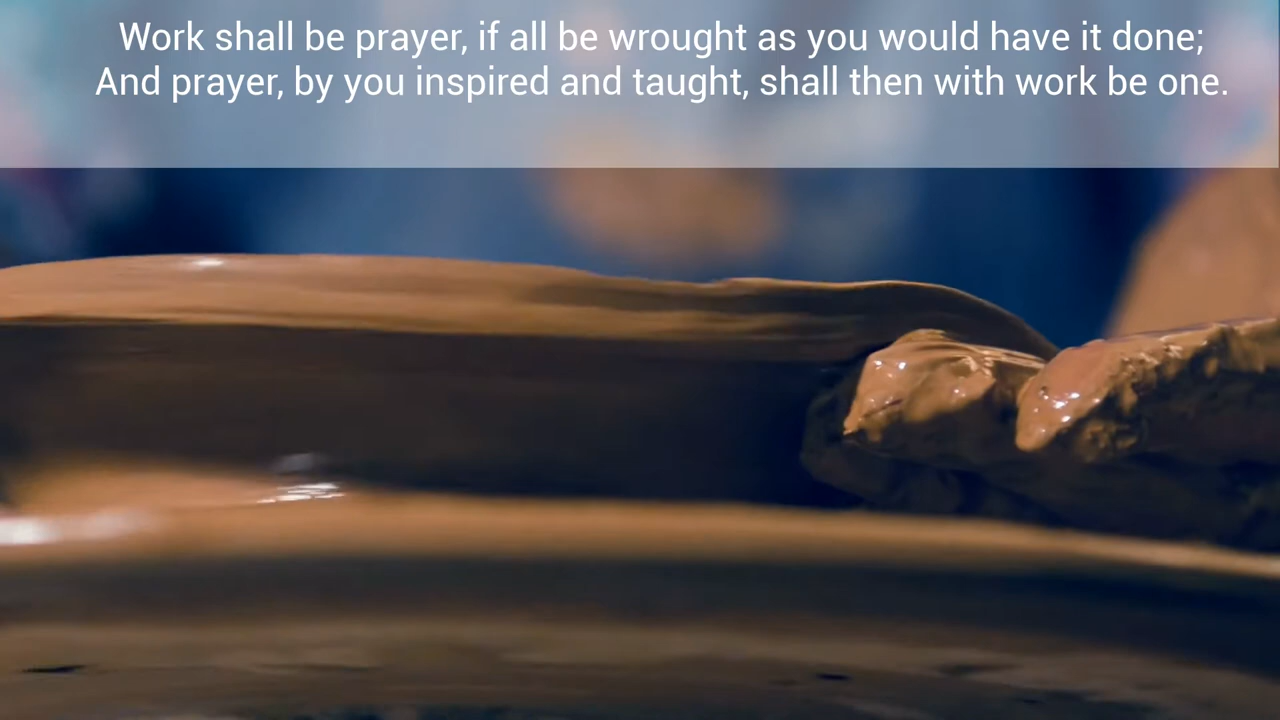 Work shall be prayer, if all be wrought as you would have it done;
And prayer, by you inspired and taught, shall then with work be one.